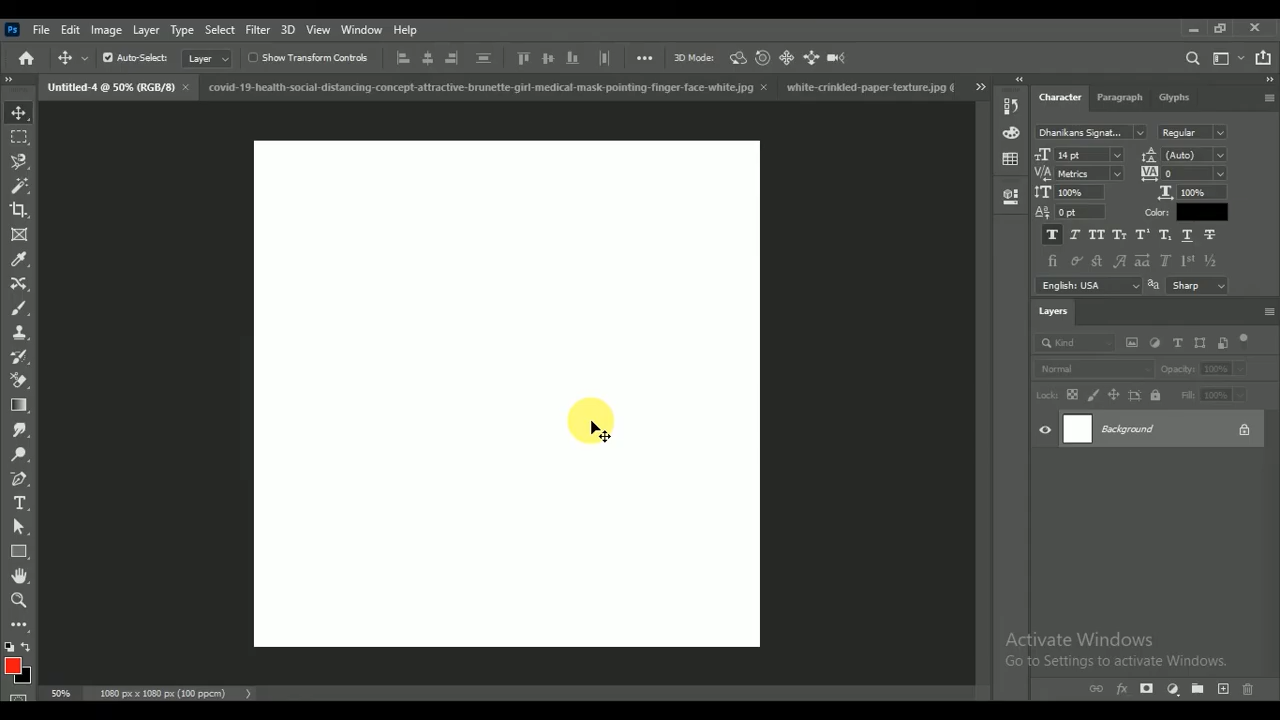 Ps File Edit Image Layer Type Select Filter 3D View Window Help
Auto-Select: Layer Show Transform Controls 3D Mode:
Untitled-4 @ 50% (RGB/8) covid-19-health-social-distancing-concept-attractive-brunette-girl-medical-mask-pointing-finger-face-white.jpg white-crinkled-paper-texture.jpg @
Character Paragraph Glyphs
Dhanikans Signat... Regular
14 pt (Auto)
Metrics 0
100% 100%
0 pt Color:
English: USA Sharp
Layers
Kind
Normal Opacity: 100%
Lock: Fill: 100%
Background
Activate Windows
Go to Settings to activate Windows.
50% 1080 px x 1080 px (100 ppcm)